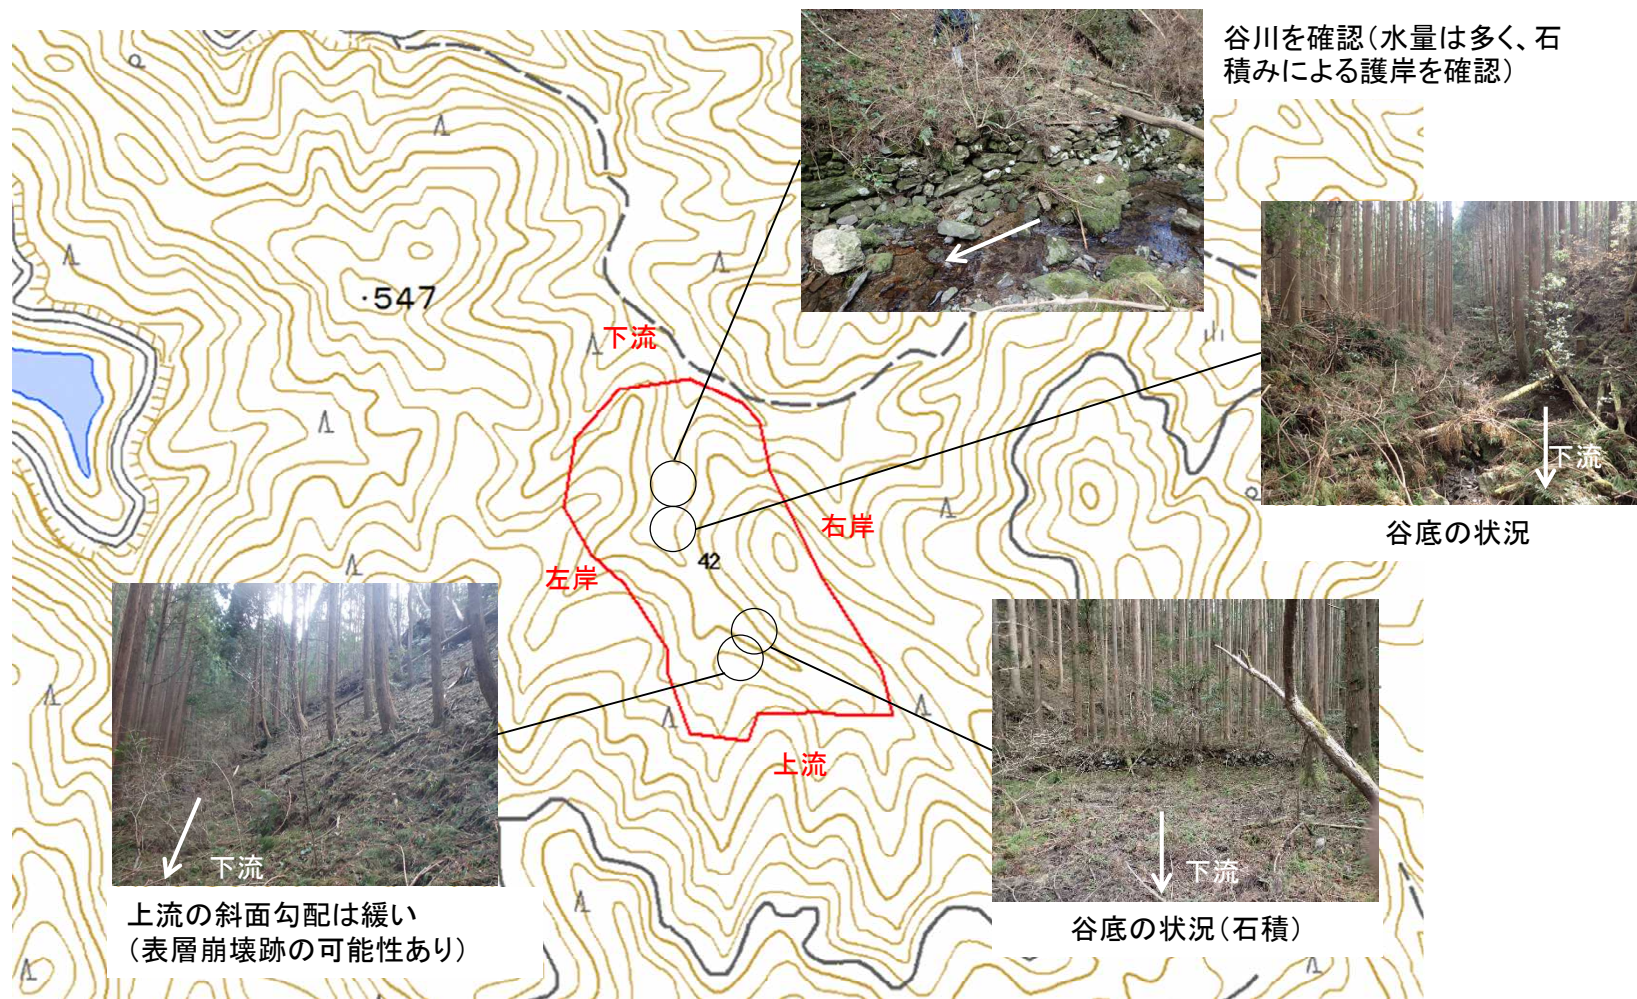 谷川を確認（水量は多く、石
積みによる護岸を確認）
・547
下流
右岸
下流
谷底の状況
42
左岸
上流
下流
下流
上流の斜面勾配は緩い
（表層崩壊跡の可能性あり）
谷底の状況（石積）